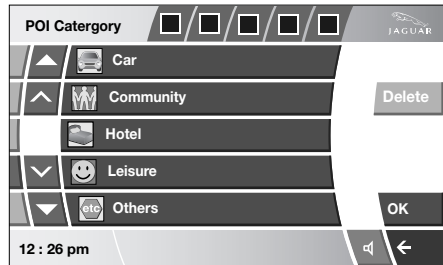 POI Catergory
JAGUAR
Car
Community
Delete
Hotel
Leisure
etc Others
OK
12 : 26 pm